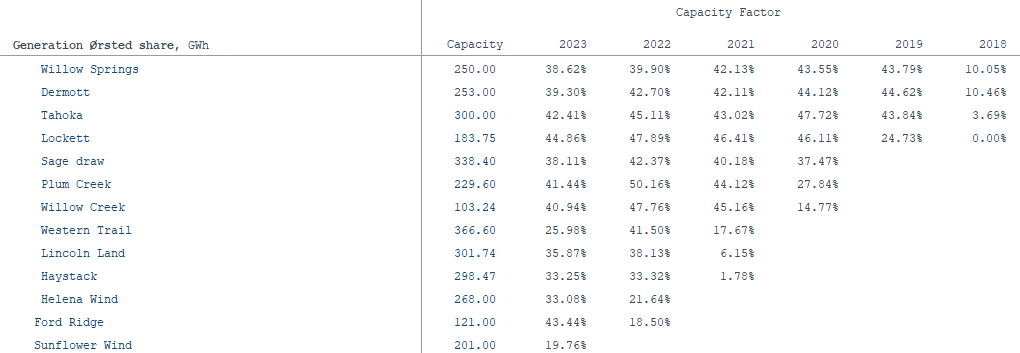 Capacity Factor
Generation Ørsted share, GWh Capacity 2023 2022 2021 2020 2019 2018
Willow Springs 250.00 38.62% 39.90% 42.13% 43.55% 43.79% 10.05%
Dermott 253.00 39.30% 42.70% 42.11% 44.12% 44.62% 10.46%
Tahoka 300.00 42.41% 45.11% 43.02% 47.72% 43.84% 3.69%
Lockett 183.75 44.86% 47.89% 46.41% 46.11% 24.73% 0.00%
Sage draw 338.40 38.11% 42.37% 40.18% 37.47%
Plum Creek 229.60 41.44% 50.16% 44.12% 27.84%
Willow Creek 103.24 40.94% 47.76% 45.16% 14.77%
Western Trail 366.60 25.98% 41.50% 17.67%
Lincoln Land 301.74 35.87% 38.13% 6.15%
Haystack 298.47 33.25% 33.32% 1.78%
Helena Wind 268.00 33.08% 21.64%
Ford Ridge 121.00 43.44% 18.50%
Sunflower Wind 201.00 19.76%